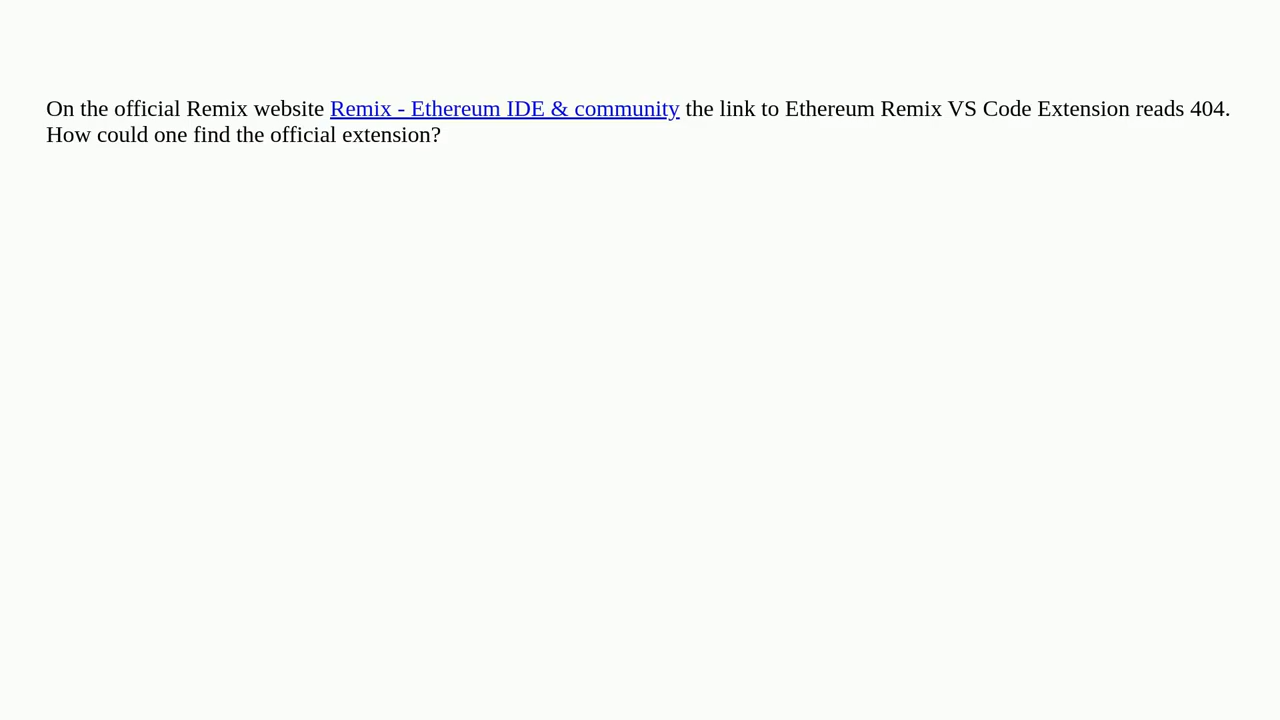 On the official Remix website Remix - Ethereum IDE & community the link to Ethereum Remix VS Code Extension reads 404.
How could one find the official extension?